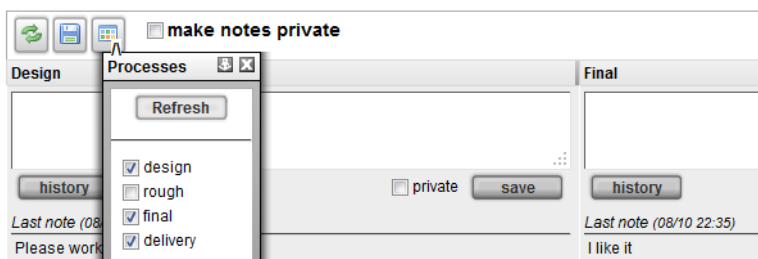 make notes private
Processes
Design
Final
Refresh
design
rough
final
delivery
history
private
save
history
Last note (08/
Last note (08/10 22:35)
Please work
I like it